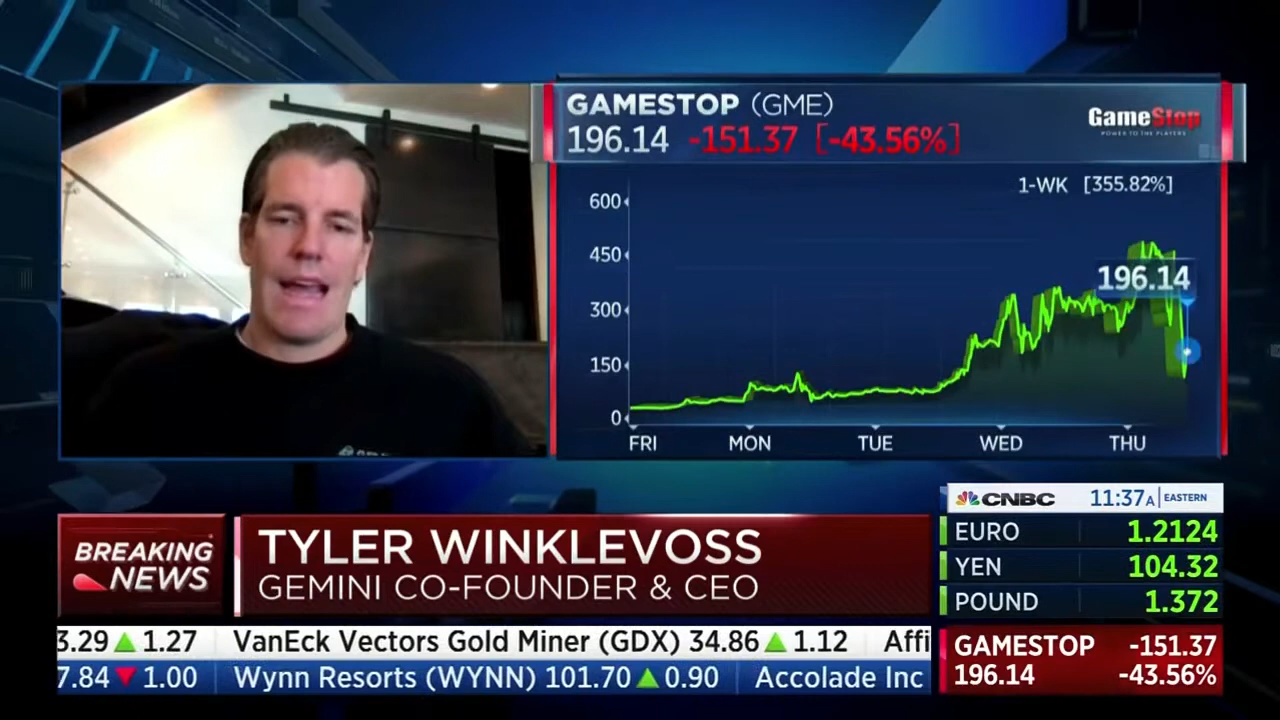 GAMESTOP (GME)
196.14 -151.37 [-43.56%]
GameStop
POWER TO THE PLAYERS
1-WK [355.82%]
600
450
300
150
0
196.14
FRI MON TUE WED THU
BREAKING NEWS
TYLER WINKLEVOSS
GEMINI CO-FOUNDER & CEO
CNBC 11:37A EASTERN
EURO 1.2124
YEN 104.32
POUND 1.372
GAMESTOP -151.37
196.14 -43.56%
3.29 ▲ 1.27 VanEck Vectors Gold Miner (GDX) 34.86 ▲ 1.12 Affi
7.84 ▼ 1.00 Wynn Resorts (WYNN) 101.70 ▲ 0.90 Accolade Inc